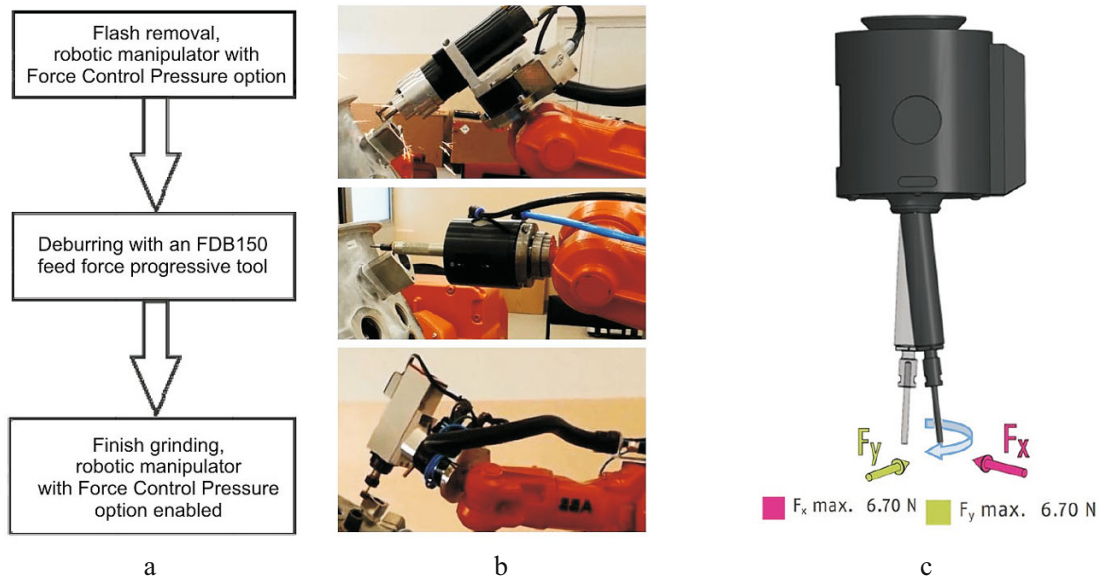 Flash removal,
robotic manipulator with
Force Control Pressure option
Deburring with an FDB150
feed force progressive tool
Finish grinding,
robotic manipulator
with Force Control Pressure
option enabled
ABB
Fy
Fx
Fx max. 6.70 N
Fy max. 6.70 N
a
b
c